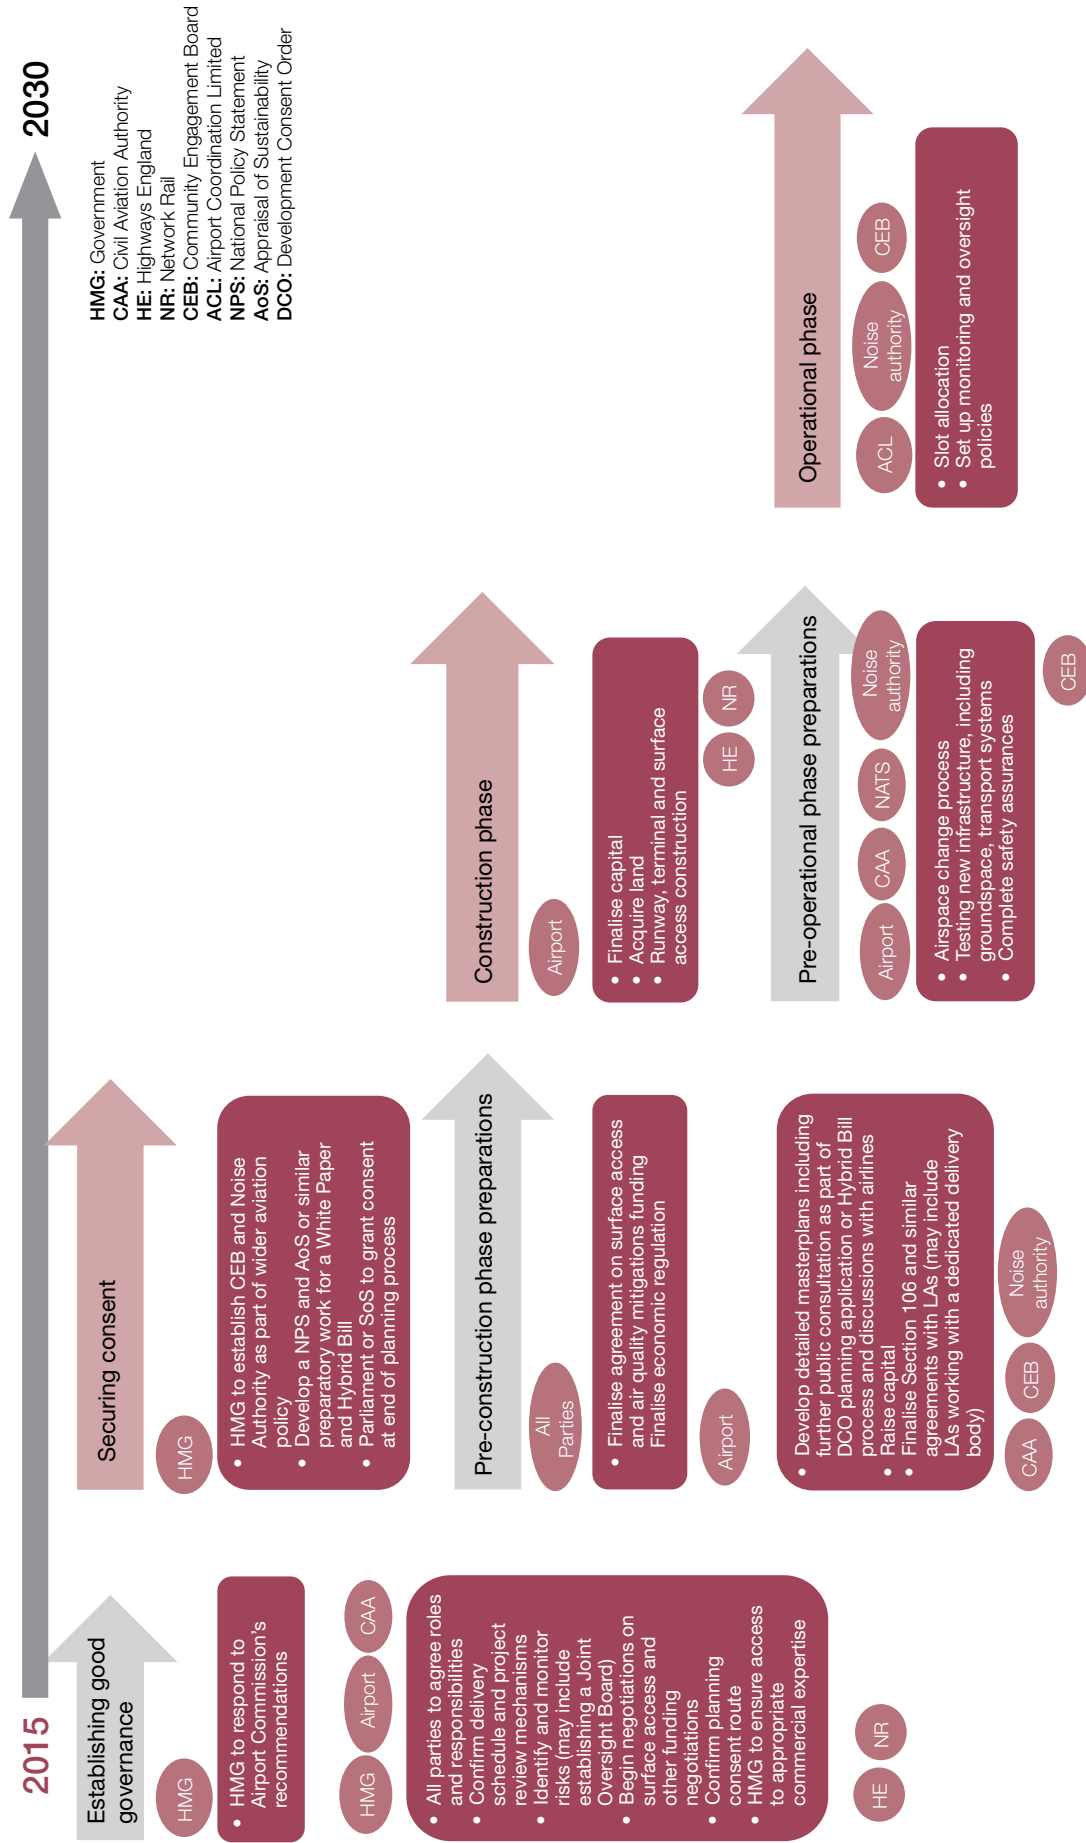 2015
2030
HMG: Government
CAA: Civil Aviation Authority
HE: Highways England
NR: Network Rail
CEB: Community Engagement Board
ACL: Airport Coordination Limited
NPS: National Policy Statement
AoS: Appraisal of Sustainability
DCO: Development Consent Order
Establishing good
governance
HMG
• HMG to respond to
Airport Commission's
recommendations
HMG
Airport
CAA
• All parties to agree roles
and responsibilities
• Confirm delivery
schedule and project
review mechanisms
• Identify and monitor
risks (may include
establishing a Joint
Oversight Board)
• Begin negotiations on
surface access and
other funding
negotiations
• Confirm planning
consent route
• HMG to ensure access
to appropriate
commercial expertise
HE
NR
Securing consent
HMG
• HMG to establish CEB and Noise
Authority as part of wider aviation
policy
• Develop a NPS and AoS or similar
preparatory work for a White Paper
and Hybrid Bill
• Parliament or SoS to grant consent
at end of planning process
Pre-construction phase preparations
All
Parties
• Finalise agreement on surface access
and air quality mitigations funding
Finalise economic regulation
Airport
• Develop detailed masterplans including
further public consultation as part of
DCO planning application or Hybrid Bill
process and discussions with airlines
• Raise capital
• Finalise Section 106 and similar
agreements with LAs (may include
LAs working with a dedicated delivery
body)
CAA
CEB
Noise
authority
Construction phase
Airport
• Finalise capital
• Acquire land
• Runway, terminal and surface
access construction
HE
NR
Pre-operational phase preparations
Airport
CAA
NATS
Noise
authority
• Airspace change process
• Testing new infrastructure, including
groundspace, transport systems
• Complete safety assurances
CEB
Operational phase
ACL
Noise
authority
CEB
• Slot allocation
• Set up monitoring and oversight
policies